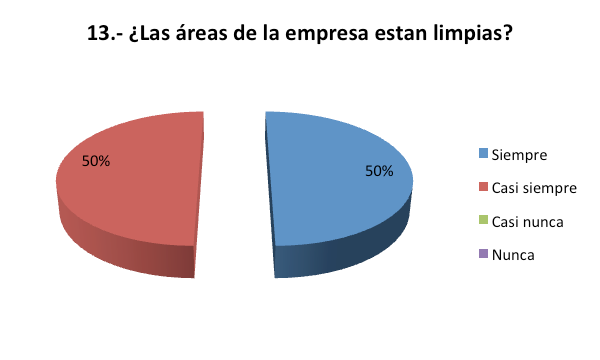 13.- ¿Las áreas de la empresa estan limpias?
50%
50%
Siempre
Casi siempre
Casi nunca
Nunca